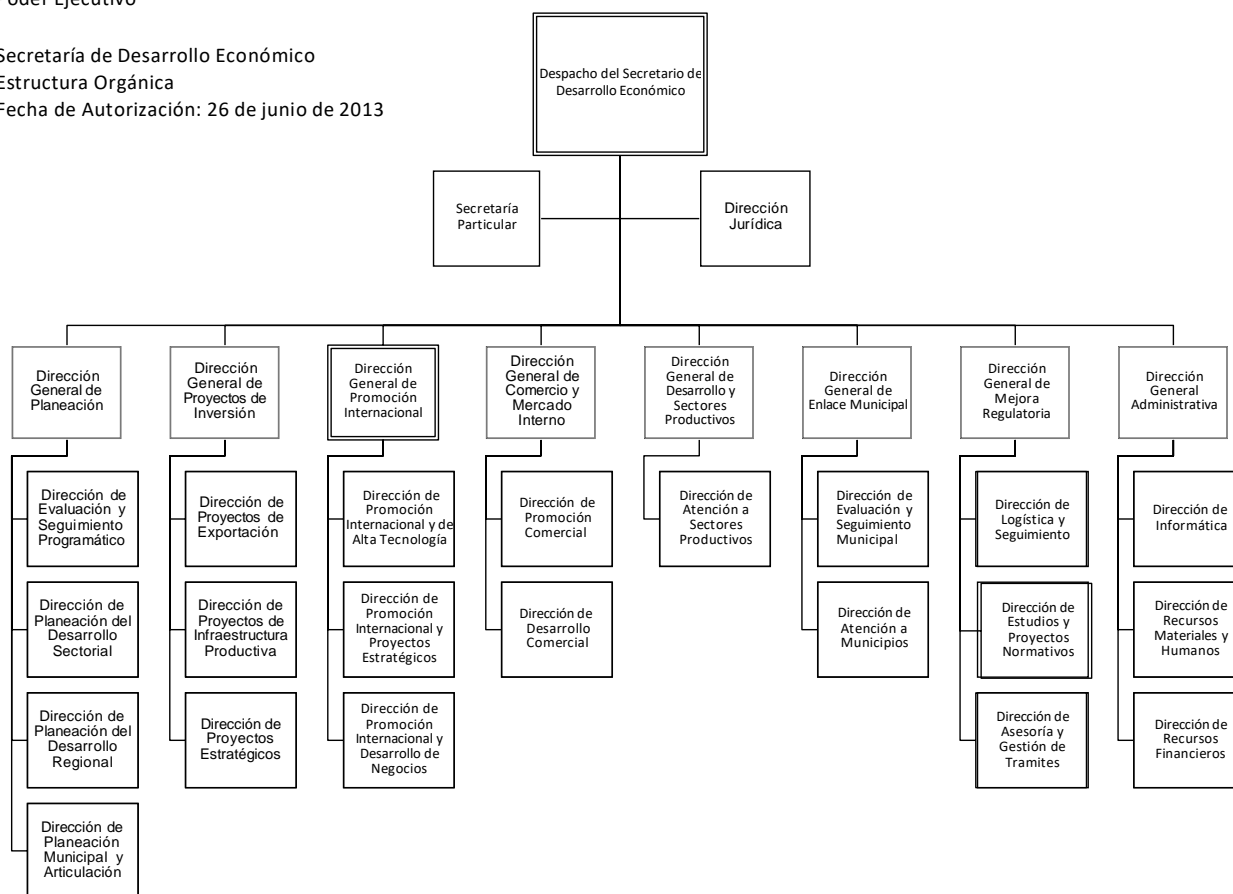 Poder Ejecutivo
Secretaría de Desarrollo Económico
Estructura Orgánica
Fecha de Autorización: 26 de junio de 2013
Despacho del Secretario de
Desarrollo Económico
Secretaría
Particular
Dirección
Jurídica
Dirección
General de
Planeación
Dirección
General de
Proyectos de
Inversión
Dirección
General de
Promoción
Internacional
Dirección
General de
Comercio y
Mercado
Interno
Dirección
General de
Desarrollo y
Sectores
Productivos
Dirección
General de
Enlace Municipal
Dirección
General de
Mejora
Regulatoria
Dirección
General
Administrativa
Dirección de
Evaluación y
Seguimiento
Programático
Dirección de
Proyectos de
Exportación
Dirección de
Promoción
Internacional y de
Alta Tecnología
Dirección de
Promoción
Comercial
Dirección de
Atención a
Sectores
Productivos
Dirección de
Evaluación y
Seguimiento
Municipal
Dirección de
Logística y
Seguimiento
Dirección de
Informática
Dirección de
Planeación del
Desarrollo
Sectorial
Dirección de
Proyectos de
Infraestructura
Productiva
Dirección de
Promoción
Internacional y
Proyectos
Estratégicos
Dirección de
Desarrollo
Comercial
Dirección de
Atención a
Municipios
Dirección de
Estudios y
Proyectos
Normativos
Dirección de
Recursos
Materiales y
Humanos
Dirección de
Planeación del
Desarrollo
Regional
Dirección de
Proyectos
Estratégicos
Dirección de
Promoción
Internacional y
Desarrollo de
Negocios
Dirección de
Asesoría y
Gestión de
Tramites
Dirección de
Recursos
Financieros
Dirección de
Planeación
Municipal y
Articulación